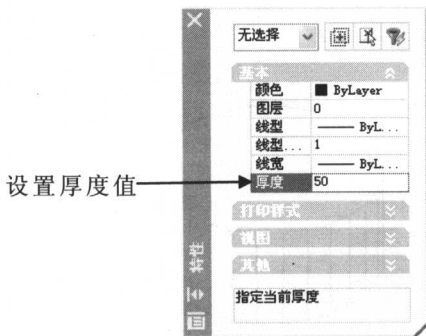 无选择
基本
颜色 ByLayer
图层 0
线型 ByL...
线型... 1
线宽 ByL...
设置厚度值
厚度 50
打印样式
视图
其他
特性
指定当前厚度